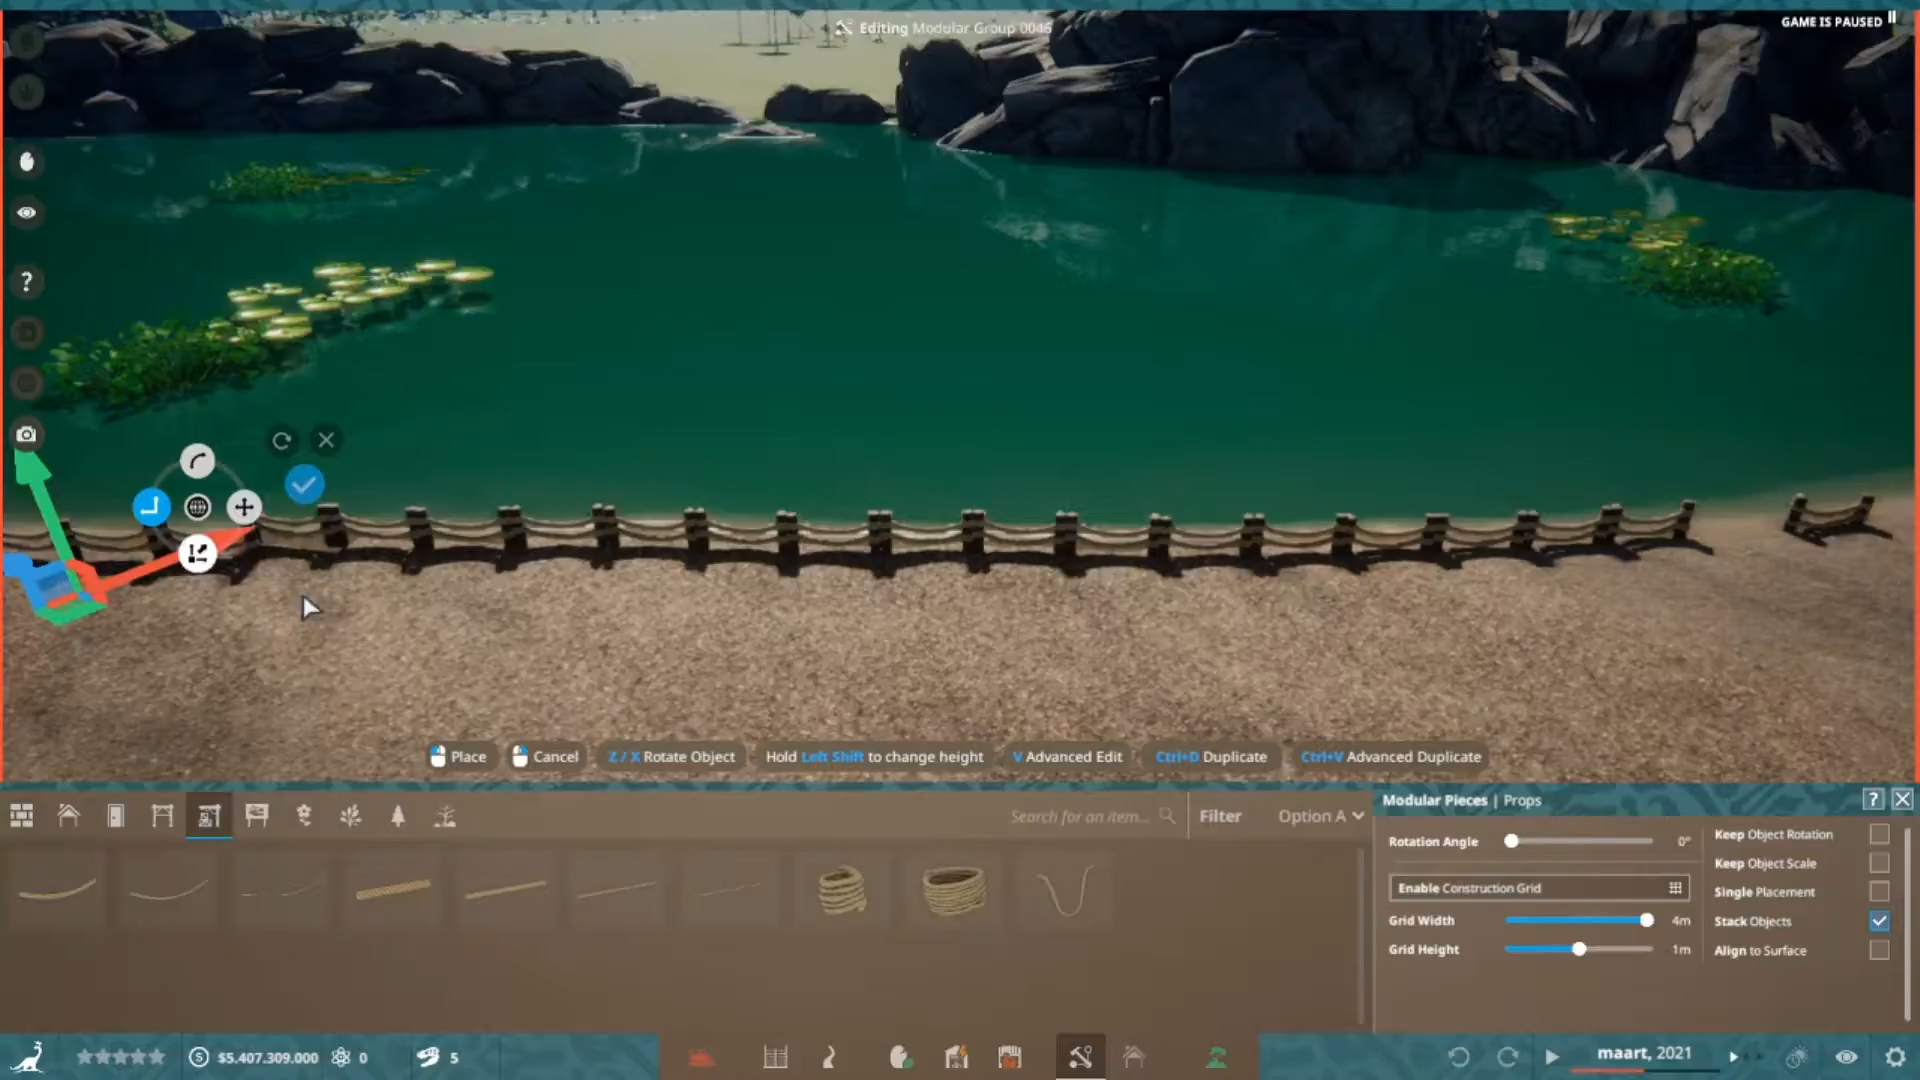 Editing Modular Group 0046
GAME IS PAUSED
?
Place
Cancel
Z / X Rotate Object
Hold Left Shift to change height
V Advanced Edit
Ctrl+D Duplicate
Ctrl+V Advanced Duplicate
Search for an item...
Filter
Option A
Modular Pieces | Props
?
Rotation Angle
0°
Enable Construction Grid
Grid Width
4m
Grid Height
1m
Keep Object Rotation
Keep Object Scale
Single Placement
Stack Objects
Align to Surface
$5.407.309.000
0
5
maart, 2021